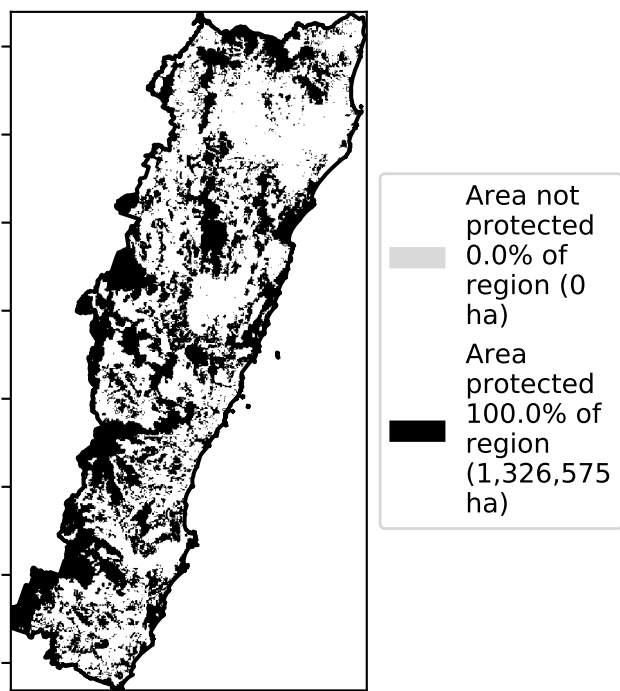 Area not
protected
0.0% of
region (0
ha)
Area
protected
100.0% of
region
(1,326,575
ha)